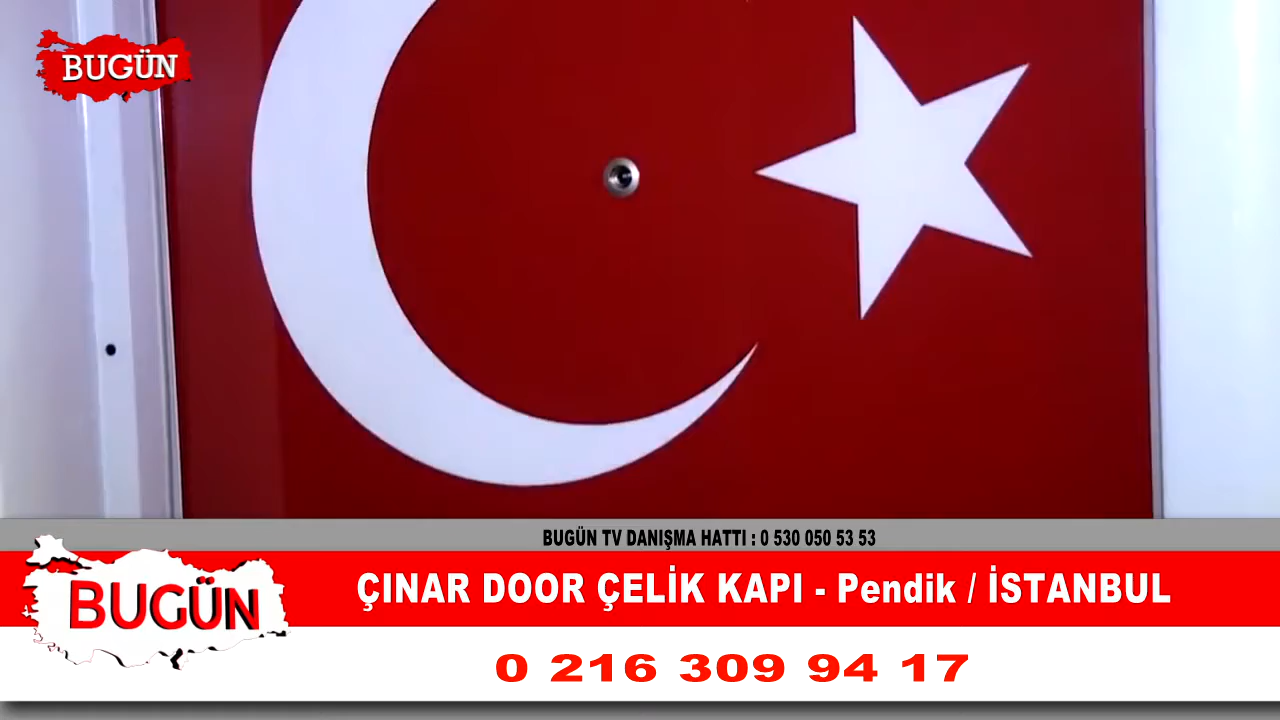 BUGÜN
BUGÜN TV DANIŞMA HATTI : 0 530 050 53 53
ÇINAR DOOR ÇELİK KAPI - Pendik / İSTANBUL
BUGÜN
0 216 309 94 17